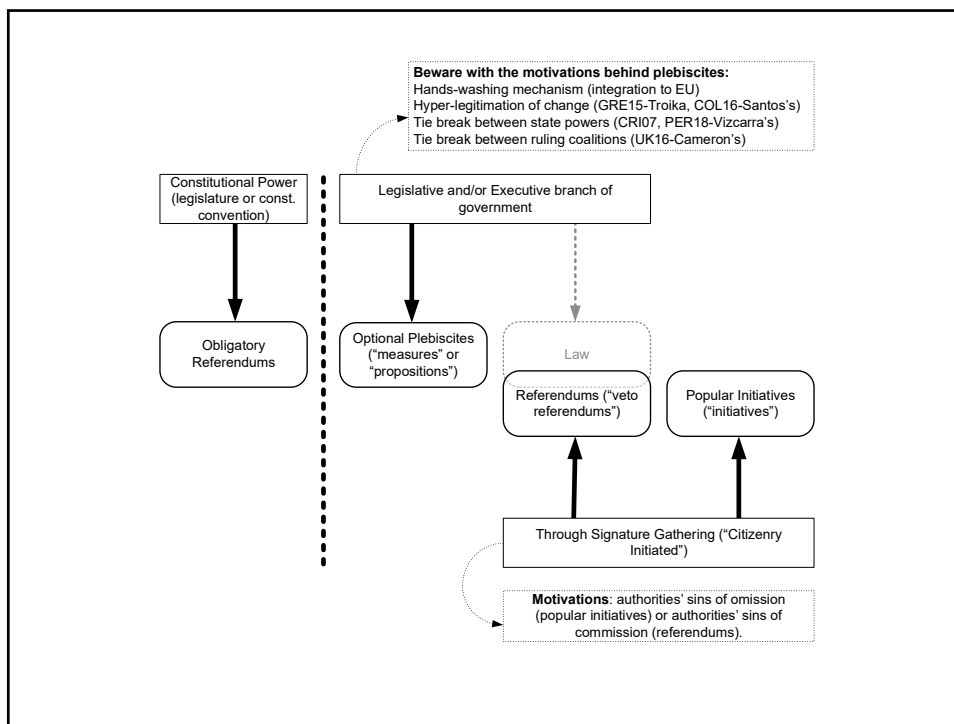 Beware with the motivations behind plebiscites:
Hands-washing mechanism (integration to EU)
Hyper-legitimation of change (GRE15-Troika, COL16-Santos's)
Tie break between state powers (CRI07, PER18-Vizcarra's)
Tie break between ruling coalitions (UK16-Cameron's)
Constitutional Power
(legislature or const.
convention)
Legislative and/or Executive branch of
government
Obligatory
Referendums
Optional Plebiscites
(“measures” or
“propositions”)
Law
Referendums (“veto
referendums”)
Popular Initiatives
(“initiatives”)
Through Signature Gathering (“Citizenry
Initiated”)
Motivations: authorities’ sins of omission
(popular initiatives) or authorities’ sins of
commission (referendums).